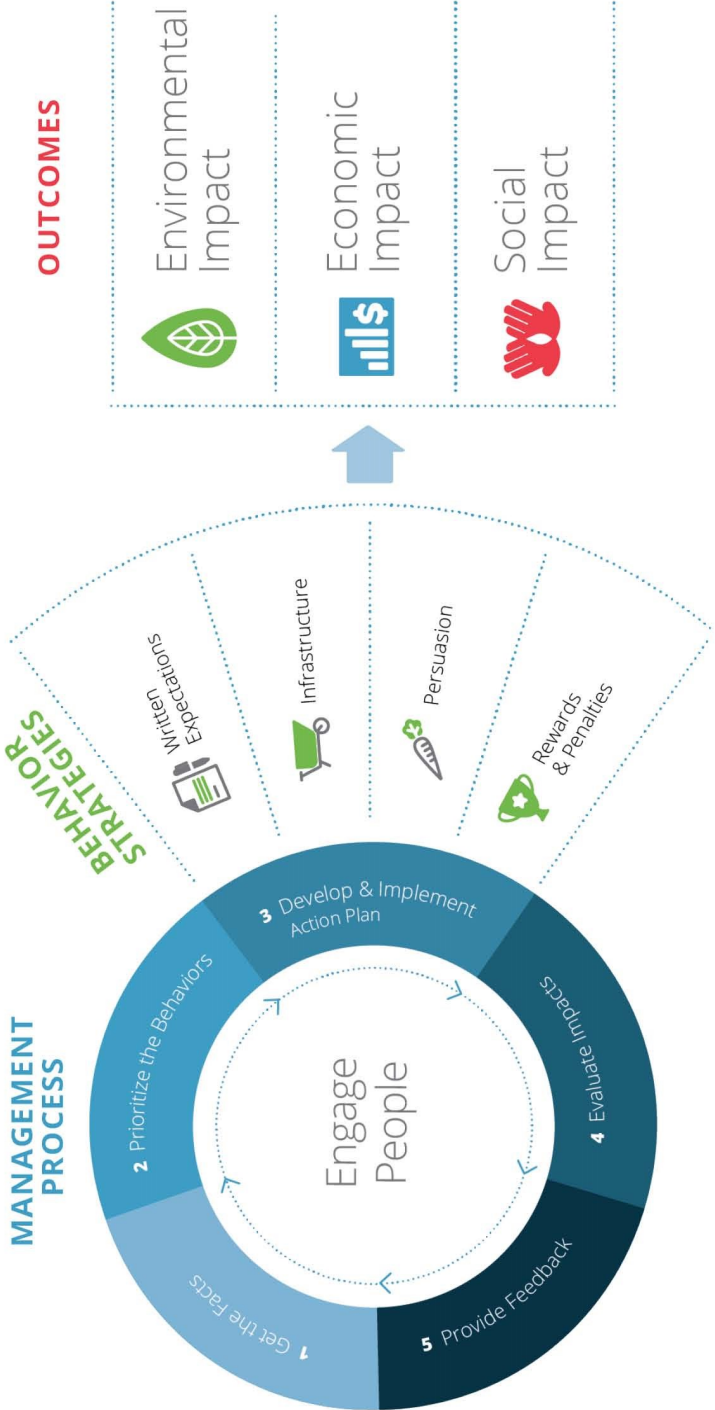 MANAGEMENT
PROCESS
1 Get the Facts
2 Prioritize the Behaviors
3 Develop & Implement
Action Plan
4 Evaluate Impacts
5 Provide Feedback
Engage
People
BEHAVIOR
STRATEGIES
Written
Expectations
Infrastructure
Persuasion
Rewards
& Penalties
OUTCOMES
Environmental
Impact
$
Economic
Impact
Social
Impact